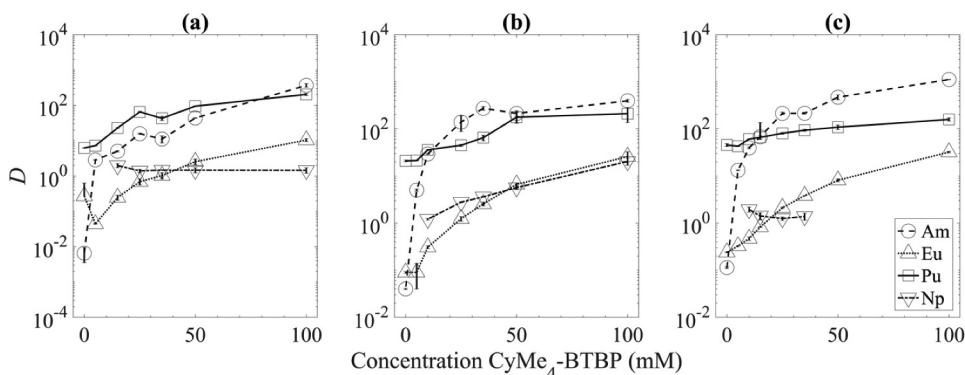 (a) (b) (c)
10^4 10^4 10^4
10^2 10^2 10^2
D 10^0 10^0 10^0
10^-2 10^-2 10^-2
10^-4
0 50 100 0 50 100 0 50 100
Concentration CyMe4-BTBP (mM)
Am
Eu
Pu
Np